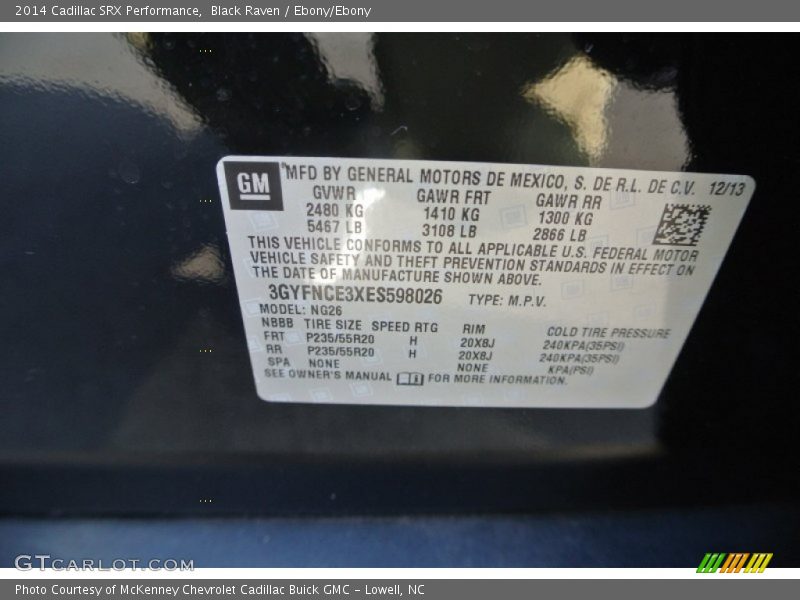 2014 Cadillac SRX Performance, Black Raven / Ebony/Ebony
GM
MFD BY GENERAL MOTORS DE MEXICO, S. DE R.L. DE C.V. 12/13
GVWR GAWR FRT GAWR RR
2480 KG 1410 KG 1300 KG
5467 LB 3108 LB 2866 LB
THIS VEHICLE CONFORMS TO ALL APPLICABLE U.S. FEDERAL MOTOR
VEHICLE SAFETY AND THEFT PREVENTION STANDARDS IN EFFECT ON
THE DATE OF MANUFACTURE SHOWN ABOVE.
3GYFNCE3XES598026 TYPE: M.P.V.
MODEL: NG26
NBBB TIRE SIZE SPEED RTG RIM COLD TIRE PRESSURE
FRT P235/55R20 H 20X8J 240KPA(35PSI)
RR P235/55R20 H 20X8J 240KPA(35PSI)
SPA NONE NONE KPA(PSI)
SEE OWNER'S MANUAL FOR MORE INFORMATION.
GTCARLOT.COM
Photo Courtesy of McKenney Chevrolet Cadillac Buick GMC - Lowell, NC